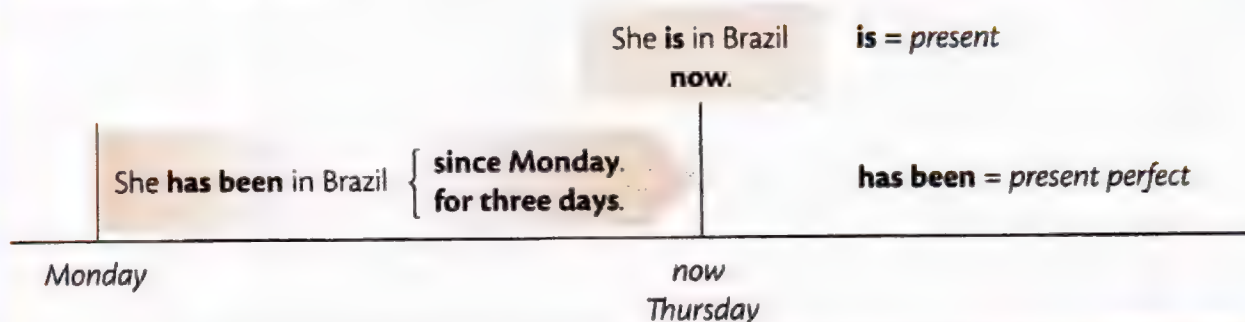 She is in Brazil
now.
is = present
She has been in Brazil
since Monday.
for three days.
has been = present perfect
Monday
now
Thursday